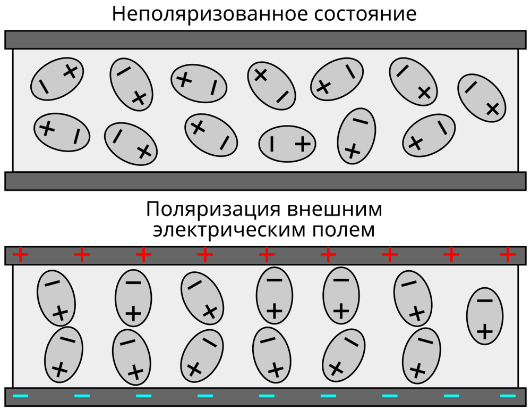 Неполяризованное состояние
Поляризация внешним
электрическим полем